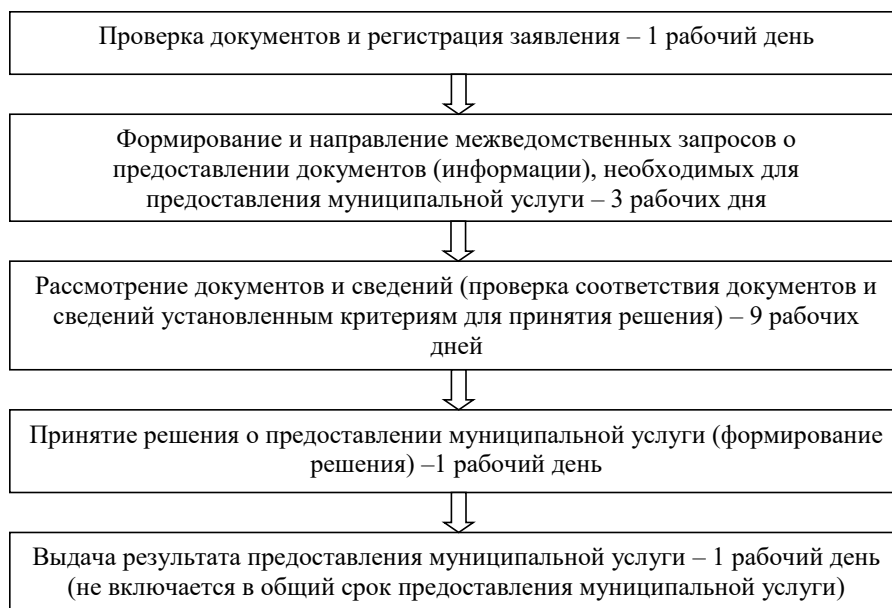 Проверка документов и регистрация заявления – 1 рабочий день
Формирование и направление межведомственных запросов о
предоставлении документов (информации), необходимых для
предоставления муниципальной услуги – 3 рабочих дня
Рассмотрение документов и сведений (проверка соответствия документов и
сведений установленным критериям для принятия решения) – 9 рабочих
дней
Принятие решения о предоставлении муниципальной услуги (формирование
решения) –1 рабочий день
Выдача результата предоставления муниципальной услуги – 1 рабочий день
(не включается в общий срок предоставления муниципальной услуги)